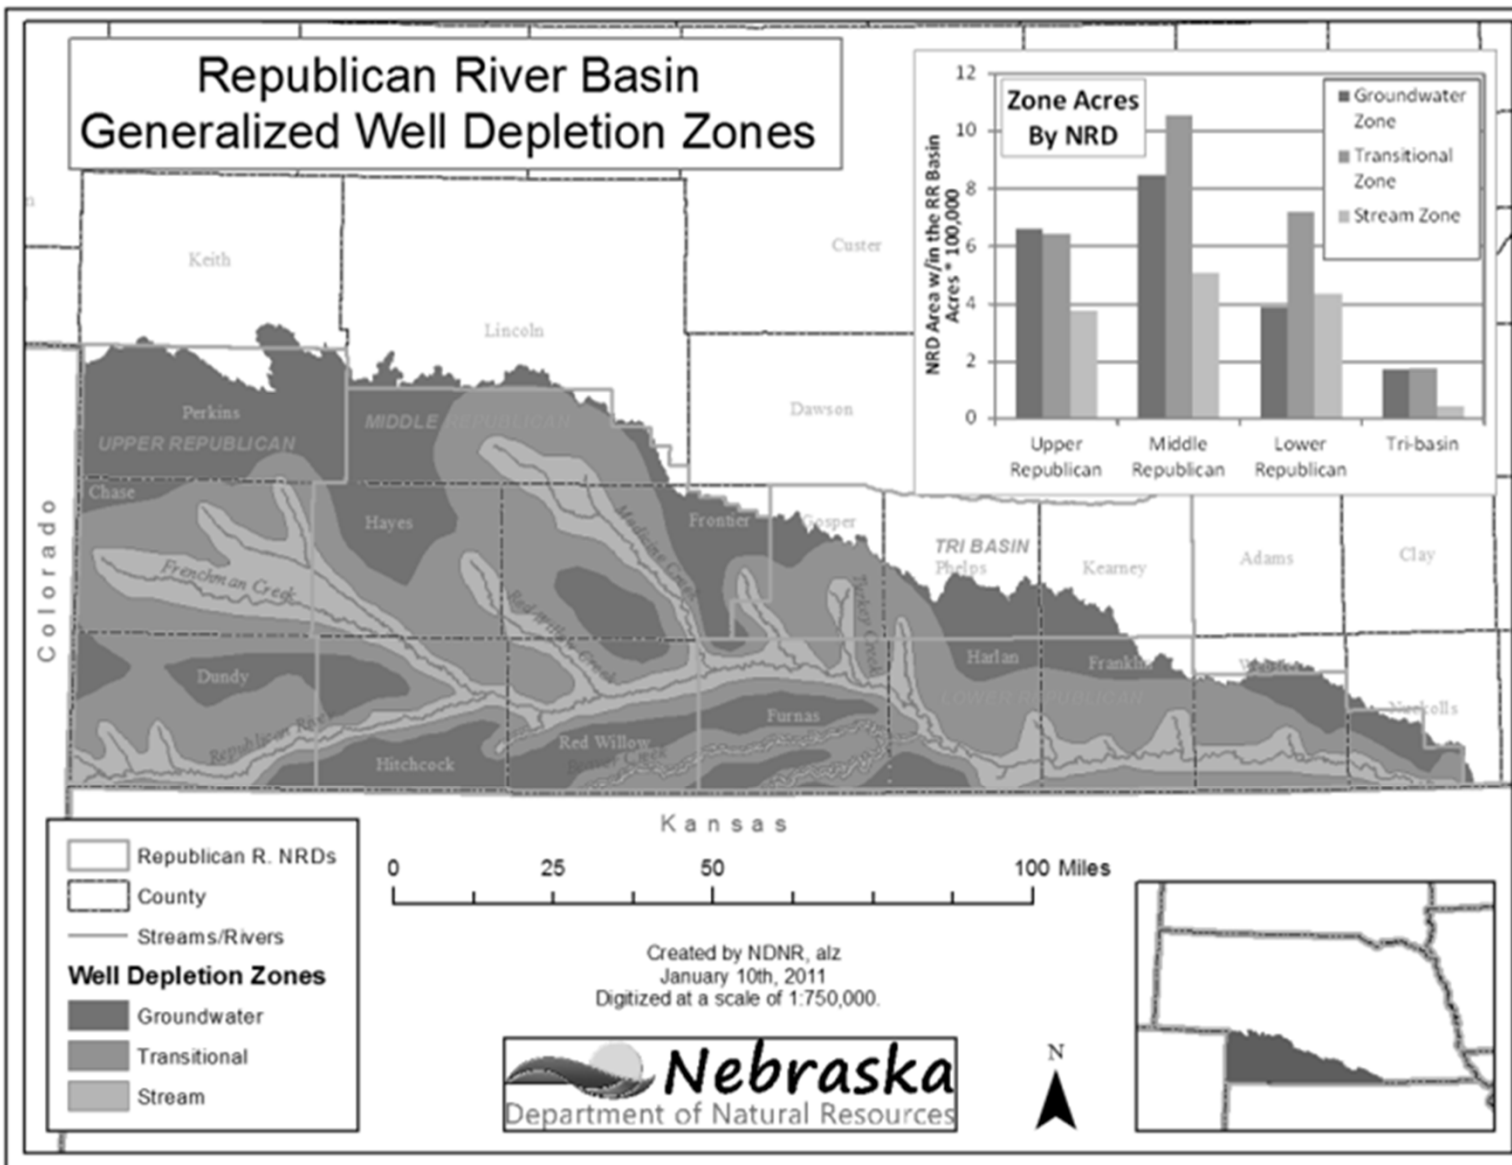 Republican River Basin
Generalized Well Depletion Zones
Zone Acres
By NRD
NRD Area w/in the RR Basin
Acres * 100,000
12
10
8
6
4
2
0
Groundwater
Zone
Transitional
Zone
Stream Zone
Upper
Republican
Middle
Republican
Lower
Republican
Tri-basin
Keith
Custer
Lincoln
Dawson
Perkins
UPPER REPUBLICAN
MIDDLE REPUBLICAN
Chase
Hayes
Frontier
Gosper
TRI BASIN
Phelps
Kearney
Adams
Clay
Colorado
Frenchman Creek
Medicine Creek
Red Willow Creek
Turkey Creek
Dundy
Harlan
Franklin
LOWER REPUBLICAN
Nuckolls
Republican River
Furnas
Red Willow
Beaver Creek
Hitchcock
Kansas
Republican R. NRDs
County
Streams/Rivers
Well Depletion Zones
Groundwater
Transitional
Stream
0 25 50 100 Miles
Created by NDNR, alz
January 10th, 2011
Digitized at a scale of 1:750,000.
Nebraska
Department of Natural Resources
N